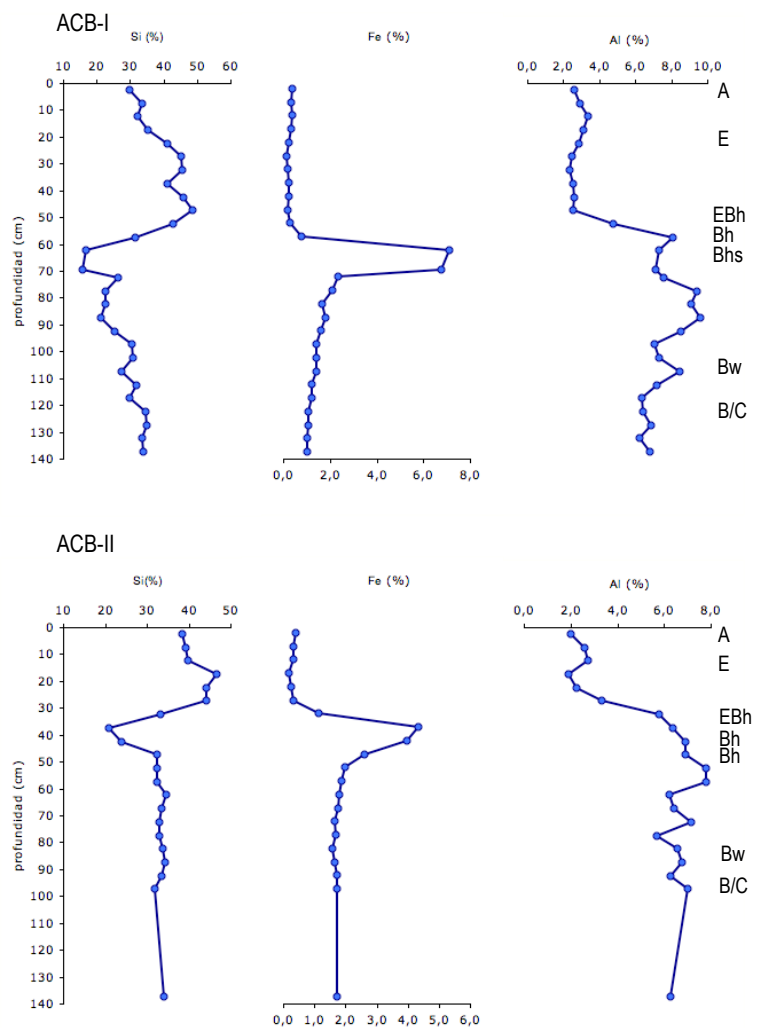 ACB-I
Si (%)
Fe (%)
Al (%)
10 20 30 40 50 60
0,0 2,0 4,0 6,0 8,0 10,0
0
10
20
30
40
50
60
70
80
90
100
110
120
130
140
profundidad (cm)
A
E
EBh
Bh
Bhs
Bw
B/C
0,0 2,0 4,0 6,0 8,0
ACB-II
Si(%)
Fe (%)
Al (%)
10 20 30 40 50
0,0 2,0 4,0 6,0 8,0
0
10
20
30
40
50
60
70
80
90
100
110
120
130
140
profundidad (cm)
A
E
EBh
Bh
Bh
Bw
B/C
0,0 1,0 2,0 3,0 4,0 5,0 6,0